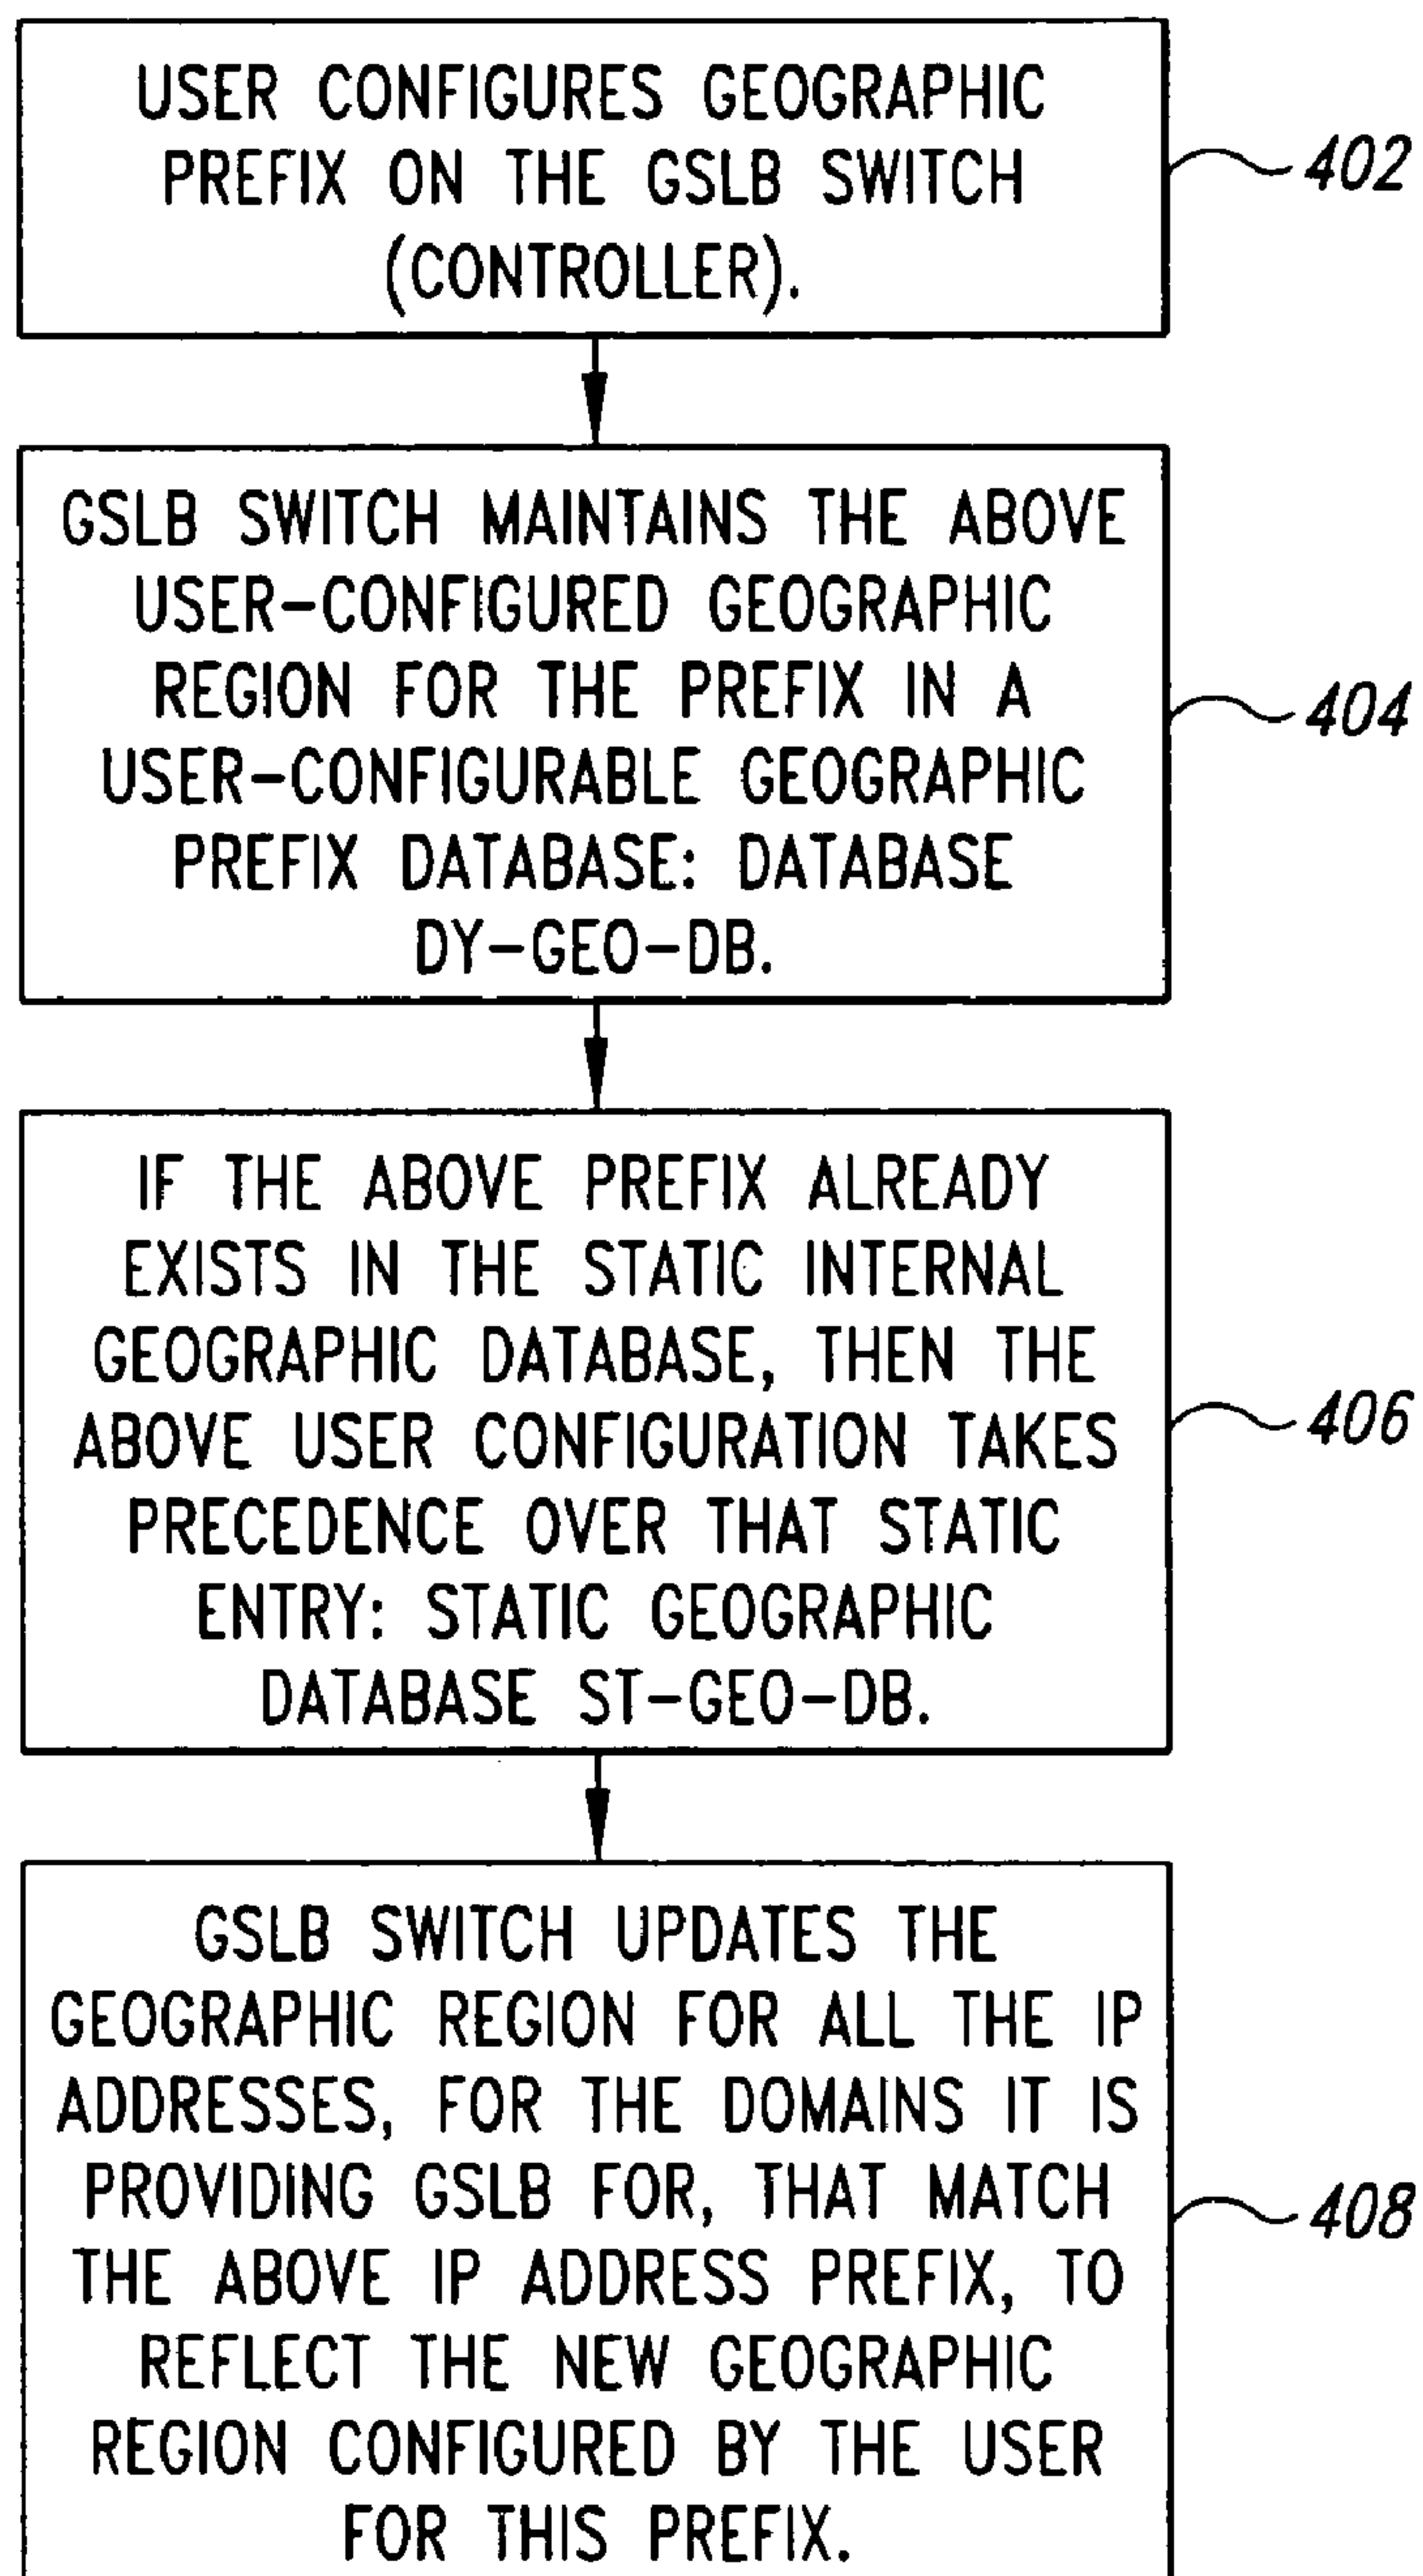 USER CONFIGURES GEOGRAPHIC
PREFIX ON THE GSLB SWITCH
(CONTROLLER).
402
GSLB SWITCH MAINTAINS THE ABOVE
USER-CONFIGURED GEOGRAPHIC
REGION FOR THE PREFIX IN A
USER-CONFIGURABLE GEOGRAPHIC
PREFIX DATABASE: DATABASE
DY-GEO-DB.
404
IF THE ABOVE PREFIX ALREADY
EXISTS IN THE STATIC INTERNAL
GEOGRAPHIC DATABASE, THEN THE
ABOVE USER CONFIGURATION TAKES
PRECEDENCE OVER THAT STATIC
ENTRY: STATIC GEOGRAPHIC
DATABASE ST-GEO-DB.
406
GSLB SWITCH UPDATES THE
GEOGRAPHIC REGION FOR ALL THE IP
ADDRESSES, FOR THE DOMAINS IT IS
PROVIDING GSLB FOR, THAT MATCH
THE ABOVE IP ADDRESS PREFIX, TO
REFLECT THE NEW GEOGRAPHIC
REGION CONFIGURED BY THE USER
FOR THIS PREFIX.
408